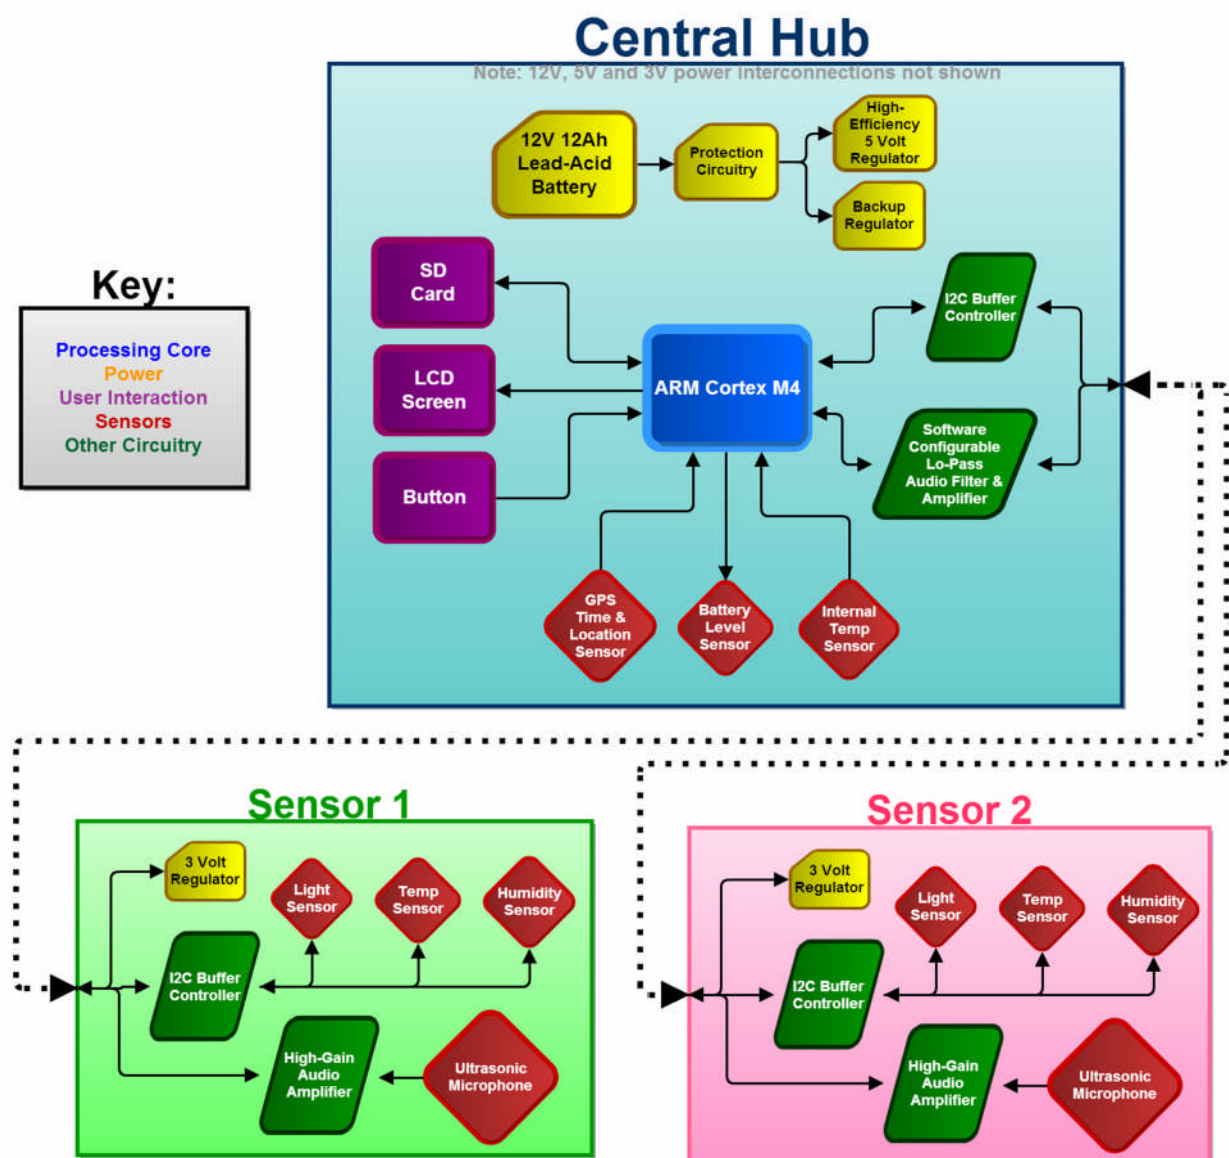 Central Hub
Note: 12V, 5V and 3V power interconnections not shown
12V 12Ah
Lead-Acid
Battery
Protection
Circuitry
High-
Efficiency
5 Volt
Regulator
Backup
Regulator
Key:
Processing Core
Power
User Interaction
Sensors
Other Circuitry
SD
Card
LCD
Screen
Button
ARM Cortex M4
I2C Buffer
Controller
Software
Configurable
Lo-Pass
Audio Filter &
Amplifier
GPS
Time &
Location
Sensor
Battery
Level
Sensor
Internal
Temp
Sensor
Sensor 1
3 Volt
Regulator
Light
Sensor
Temp
Sensor
Humidity
Sensor
I2C Buffer
Controller
High-Gain
Audio
Amplifier
Ultrasonic
Microphone
Sensor 2
3 Volt
Regulator
Light
Sensor
Temp
Sensor
Humidity
Sensor
I2C Buffer
Controller
High-Gain
Audio
Amplifier
Ultrasonic
Microphone